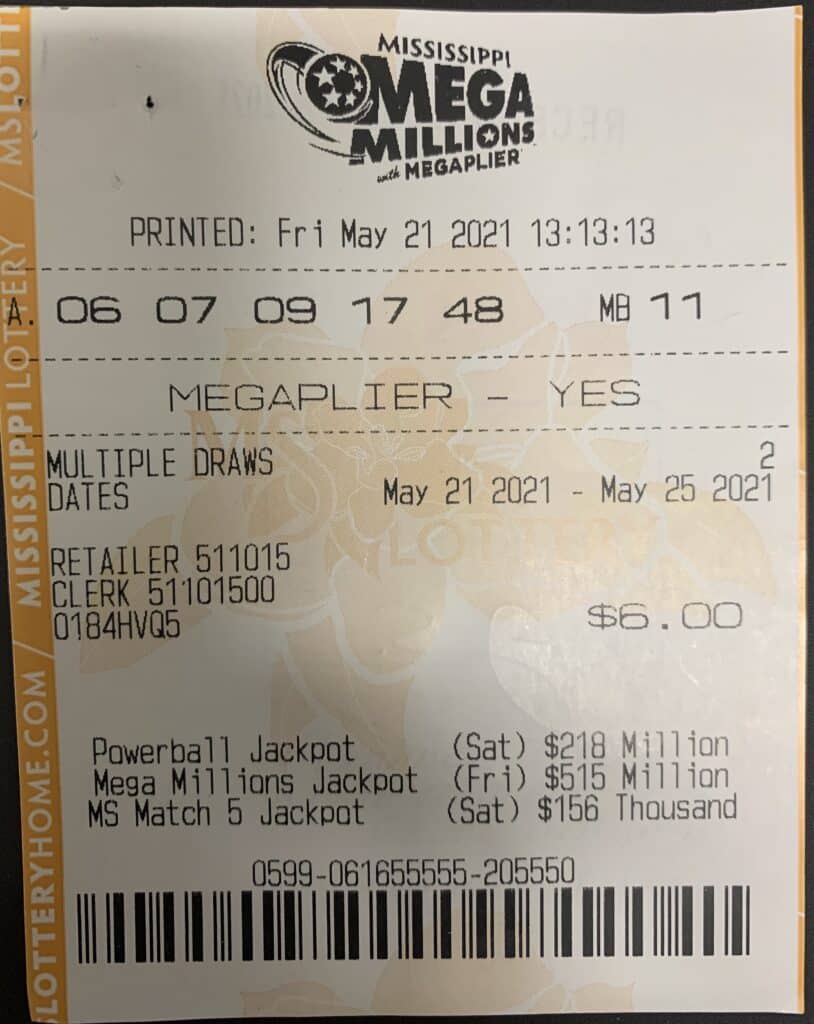 MISSISSIPPI
MEGA
MILLIONS
with MEGAPLIER
PRINTED: Fri May 21 2021 13:13:13
A. 06 07 09 17 48 MB 11
MEGAPLIER - YES
MULTIPLE DRAWS 2
DATES May 21 2021 - May 25 2021
RETAILER 511015
CLERK 51101500
0184HVQ5
$6.00
Powerball Jackpot (Sat) $218 Million
Mega Millions Jackpot (Fri) $515 Million
MS Match 5 Jackpot (Sat) $156 Thousand
0599-061655555-205550
LOTTERYHOME.COM / MISSISSIPPI LOTTERY / MSLOTT
MS
LOTTERY